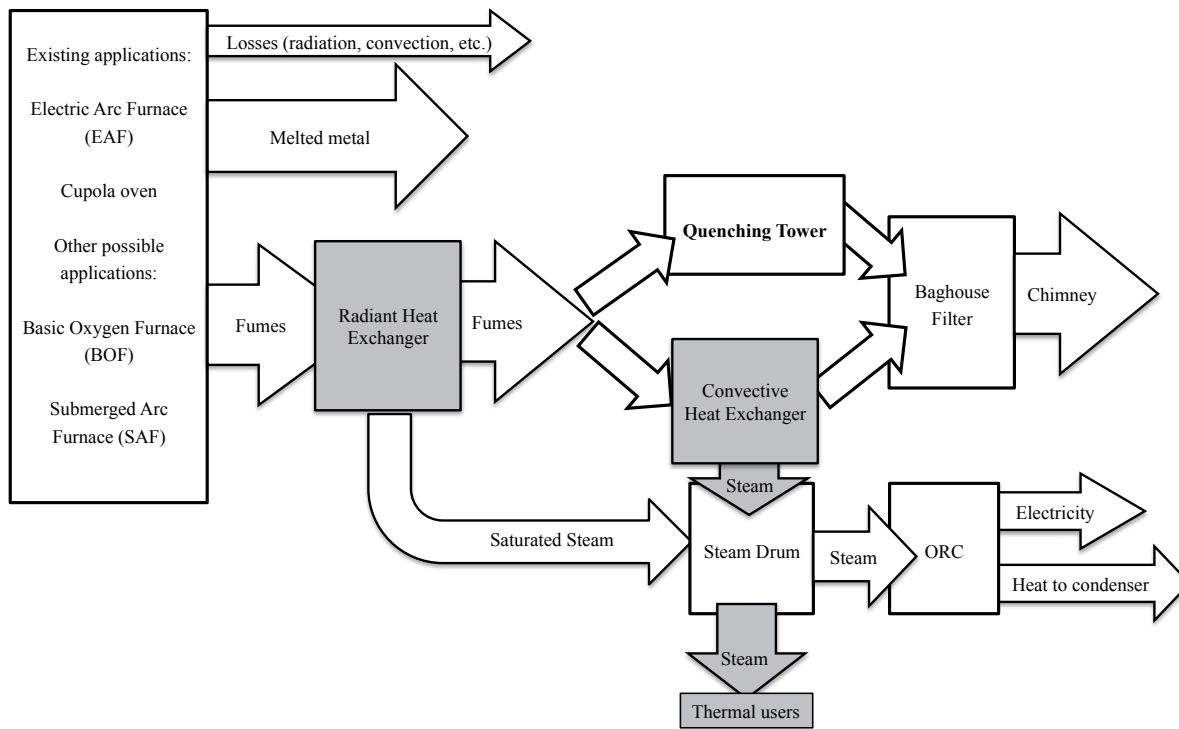 Existing applications:
Electric Arc Furnace
(EAF)
Cupola oven
Other possible
applications:
Basic Oxygen Furnace
(BOF)
Submerged Arc
Furnace (SAF)
Losses (radiation, convection, etc.)
Melted metal
Fumes
Radiant Heat
Exchanger
Fumes
Quenching Tower
Convective
Heat Exchanger
Baghouse
Filter
Chimney
Steam
Saturated Steam
Steam Drum
Steam
ORC
Electricity
Heat to condenser
Steam
Thermal users